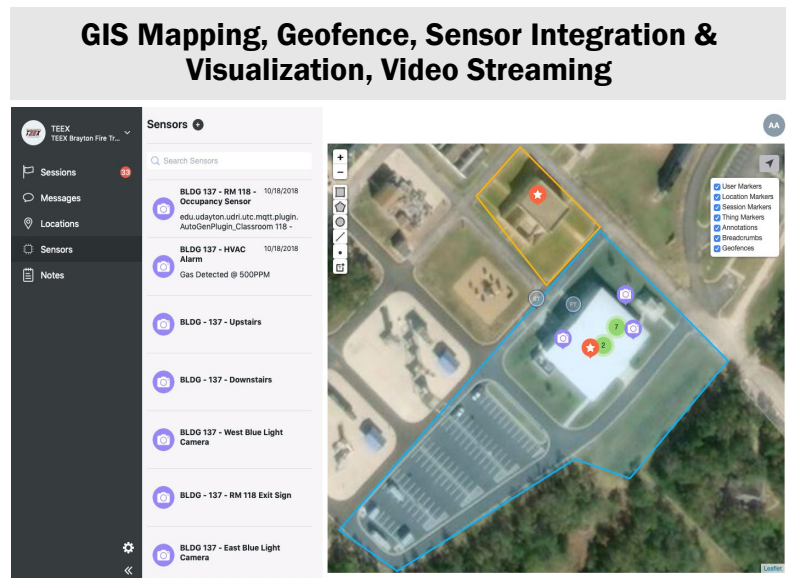 GIS Mapping, Geofence, Sensor Integration &
Visualization, Video Streaming
TEEX
TEEX Brayton Fire Tr...
Sessions
33
Messages
Locations
Sensors
Notes
Sensors
Search Sensors
BLDG 137 - RM 118 - 10/18/2018
Occupancy Sensor
edu.udayton.udri.utc.mqtt.plugin.
AutoGenPlugin_Classroom 118 -
BLDG 137 - HVAC 10/18/2018
Alarm
Gas Detected @ 500PPM
BLDG - 137 - Upstairs
BLDG - 137 - Downstairs
BLDG 137 - West Blue Light
Camera
BLDG - 137 - RM 118 Exit Sign
BLDG 137 - East Blue Light
Camera
AA
+
−
User Markers
Location Markers
Session Markers
Thing Markers
Annotations
Breadcrumbs
Geofences
7
2
Leaflet